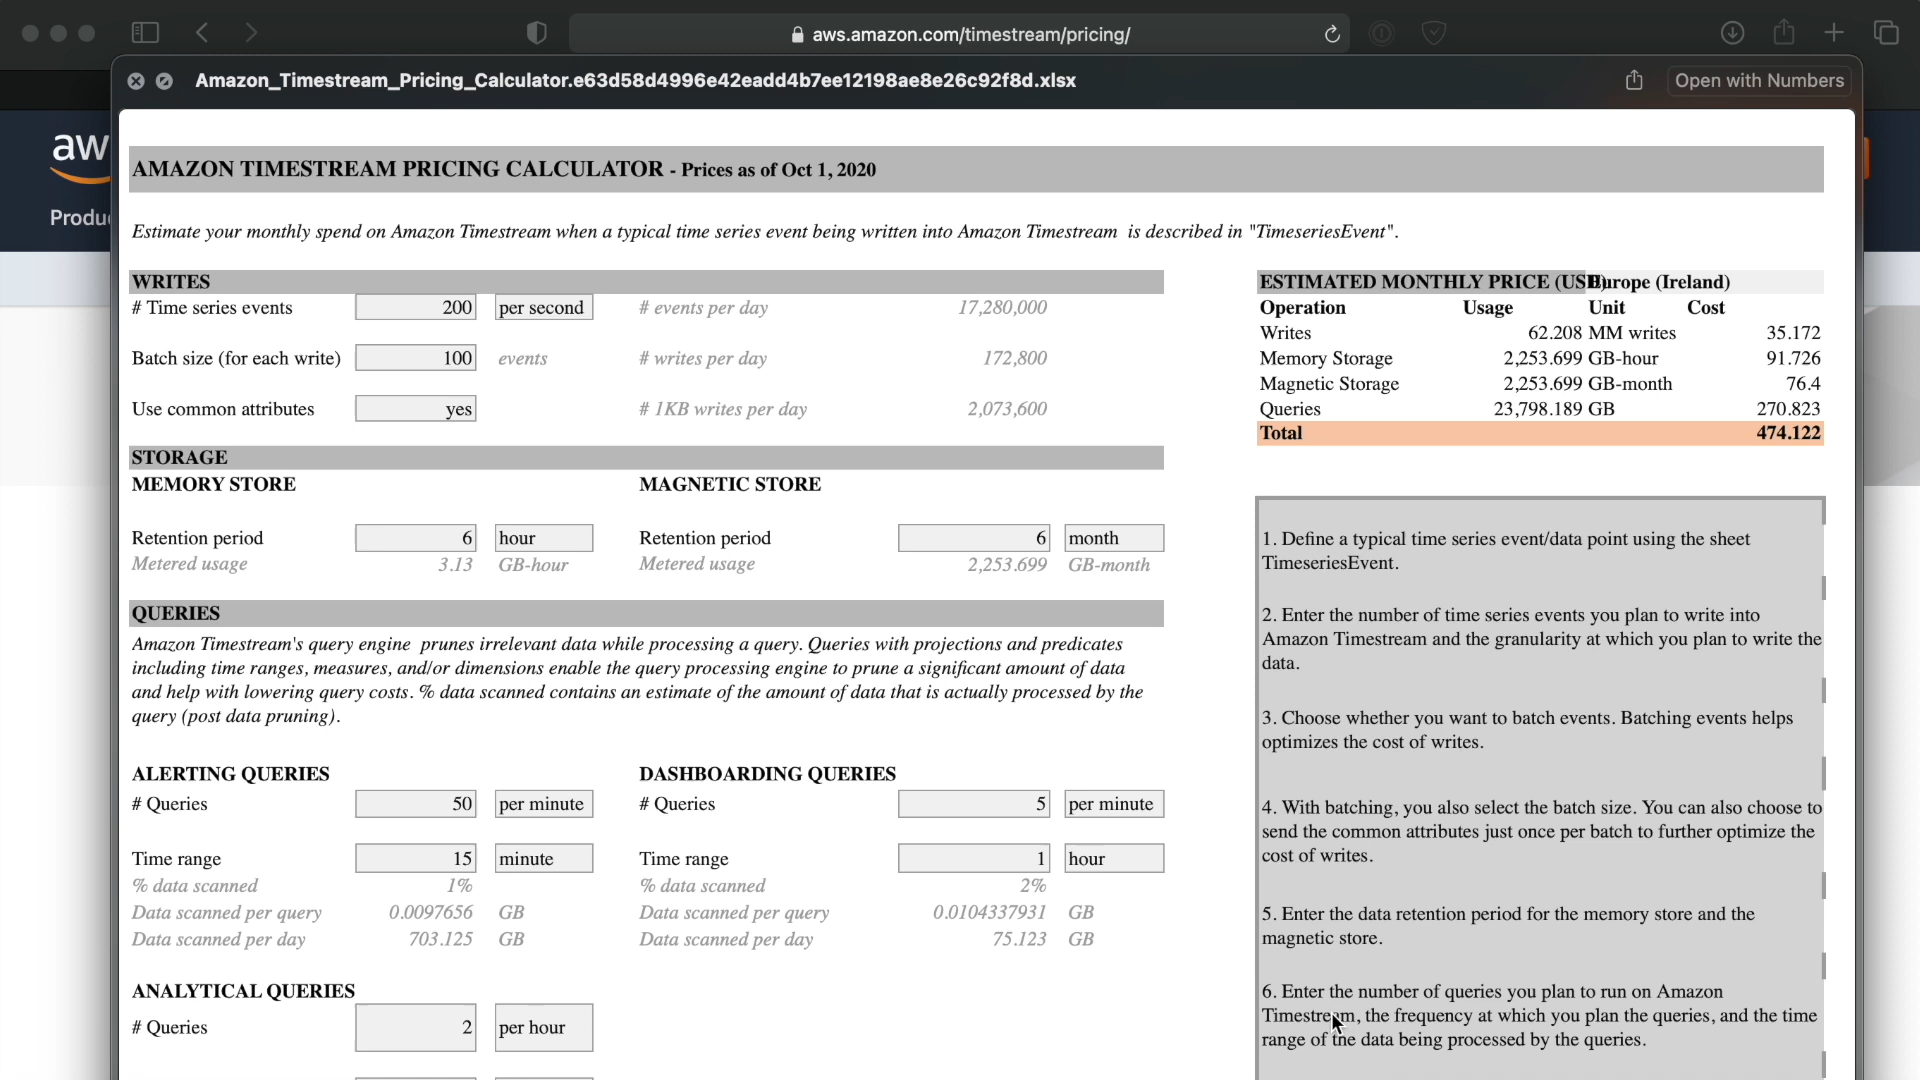 aws.amazon.com/timestream/pricing/
Amazon_Timestream_Pricing_Calculator.e63d58d4996e42eadd4b7ee12198ae8e26c92f8d.xlsx
Open with Numbers
AMAZON TIMESTREAM PRICING CALCULATOR - Prices as of Oct 1, 2020
Estimate your monthly spend on Amazon Timestream when a typical time series event being written into Amazon Timestream is described in "TimeseriesEvent".
WRITES
# Time series events 200 per second # events per day 17,280,000
Batch size (for each write) 100 events # writes per day 172,800
Use common attributes yes # 1KB writes per day 2,073,600
STORAGE
MEMORY STORE MAGNETIC STORE
Retention period 6 hour Retention period 6 month
Metered usage 3.13 GB-hour Metered usage 2,253.699 GB-month
QUERIES
Amazon Timestream's query engine prunes irrelevant data while processing a query. Queries with projections and predicates
including time ranges, measures, and/or dimensions enable the query processing engine to prune a significant amount of data
and help with lowering query costs. % data scanned contains an estimate of the amount of data that is actually processed by the
query (post data pruning).
ALERTING QUERIES DASHBOARDING QUERIES
# Queries 50 per minute # Queries 5 per minute
Time range 15 minute Time range 1 hour
% data scanned 1% % data scanned 2%
Data scanned per query 0.0097656 GB Data scanned per query 0.0104337931 GB
Data scanned per day 703.125 GB Data scanned per day 75.123 GB
ANALYTICAL QUERIES
# Queries 2 per hour
ESTIMATED MONTHLY PRICE (USD) Europe (Ireland)
Operation Usage Unit Cost
Writes 62.208 MM writes 35.172
Memory Storage 2,253.699 GB-hour 91.726
Magnetic Storage 2,253.699 GB-month 76.4
Queries 23,798.189 GB 270.823
Total 474.122
1. Define a typical time series event/data point using the sheet
TimeseriesEvent.
2. Enter the number of time series events you plan to write into
Amazon Timestream and the granularity at which you plan to write the
data.
3. Choose whether you want to batch events. Batching events helps
optimizes the cost of writes.
4. With batching, you also select the batch size. You can also choose to
send the common attributes just once per batch to further optimize the
cost of writes.
5. Enter the data retention period for the memory store and the
magnetic store.
6. Enter the number of queries you plan to run on Amazon
Timestream, the frequency at which you plan the queries, and the time
range of the data being processed by the queries.